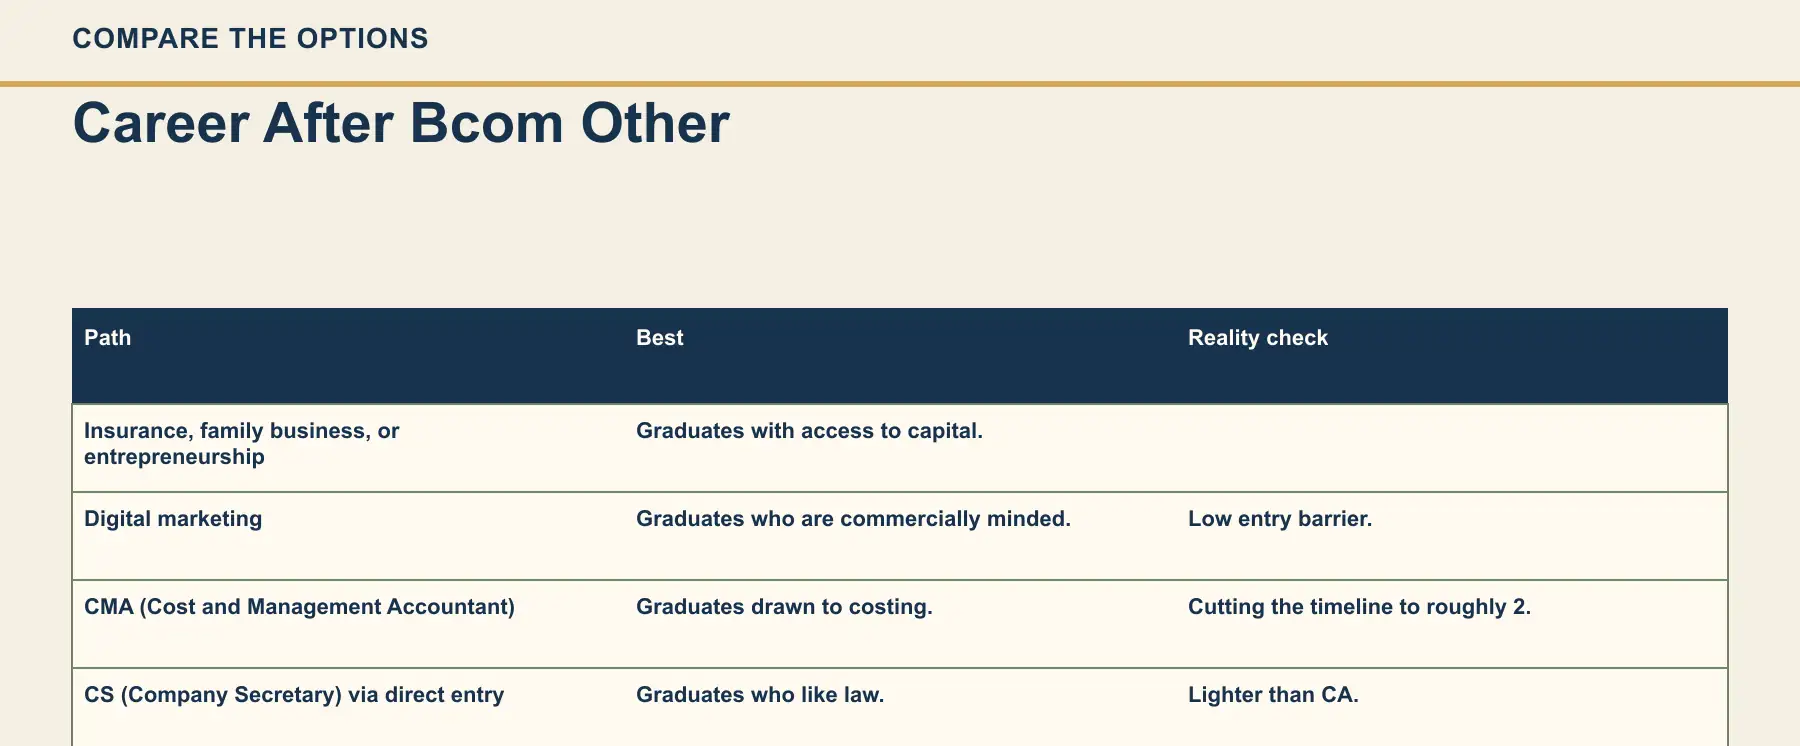 COMPARE THE OPTIONS
Career After Bcom Other
Path Best Reality check
Insurance, family business, or Graduates with access to capital.
entrepreneurship
Digital marketing Graduates who are commercially minded. Low entry barrier.
CMA (Cost and Management Accountant) Graduates drawn to costing. Cutting the timeline to roughly 2.
CS (Company Secretary) via direct entry Graduates who like law. Lighter than CA.